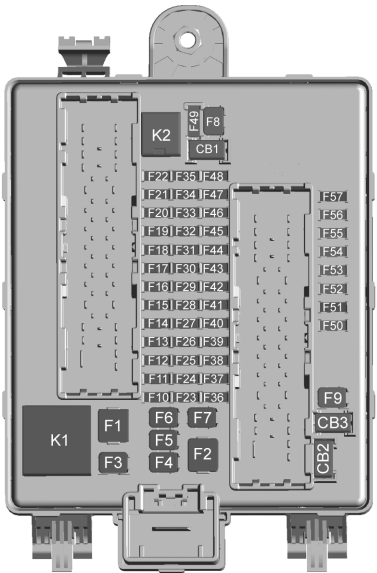 K2 F49 F8
CB1
F22 F35 F48
F21 F34 F47
F20 F33 F46
F19 F32 F45
F18 F31 F44
F17 F30 F43
F16 F29 F42
F15 F28 F41
F14 F27 F40
F13 F26 F39
F12 F25 F38
F11 F24 F37
F10 F23 F36
F57
F56
F55
F54
F53
F52
F51
F50
K1 F1 F6 F7
F5
F3 F4 F2
F9
CB3
CB2